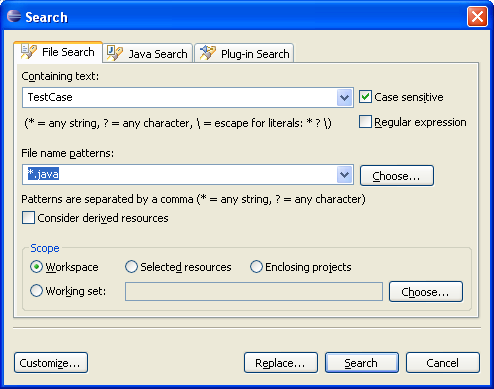 Search
File Search Java Search Plug-in Search
Containing text:
TestCase
Case sensitive
(* = any string, ? = any character, \ = escape for literals: * ? \)
Regular expression
File name patterns:
*.java
Choose...
Patterns are separated by a comma (* = any string, ? = any character)
Consider derived resources
Scope
Workspace Selected resources Enclosing projects
Working set: Choose...
Customize... Replace... Search Cancel